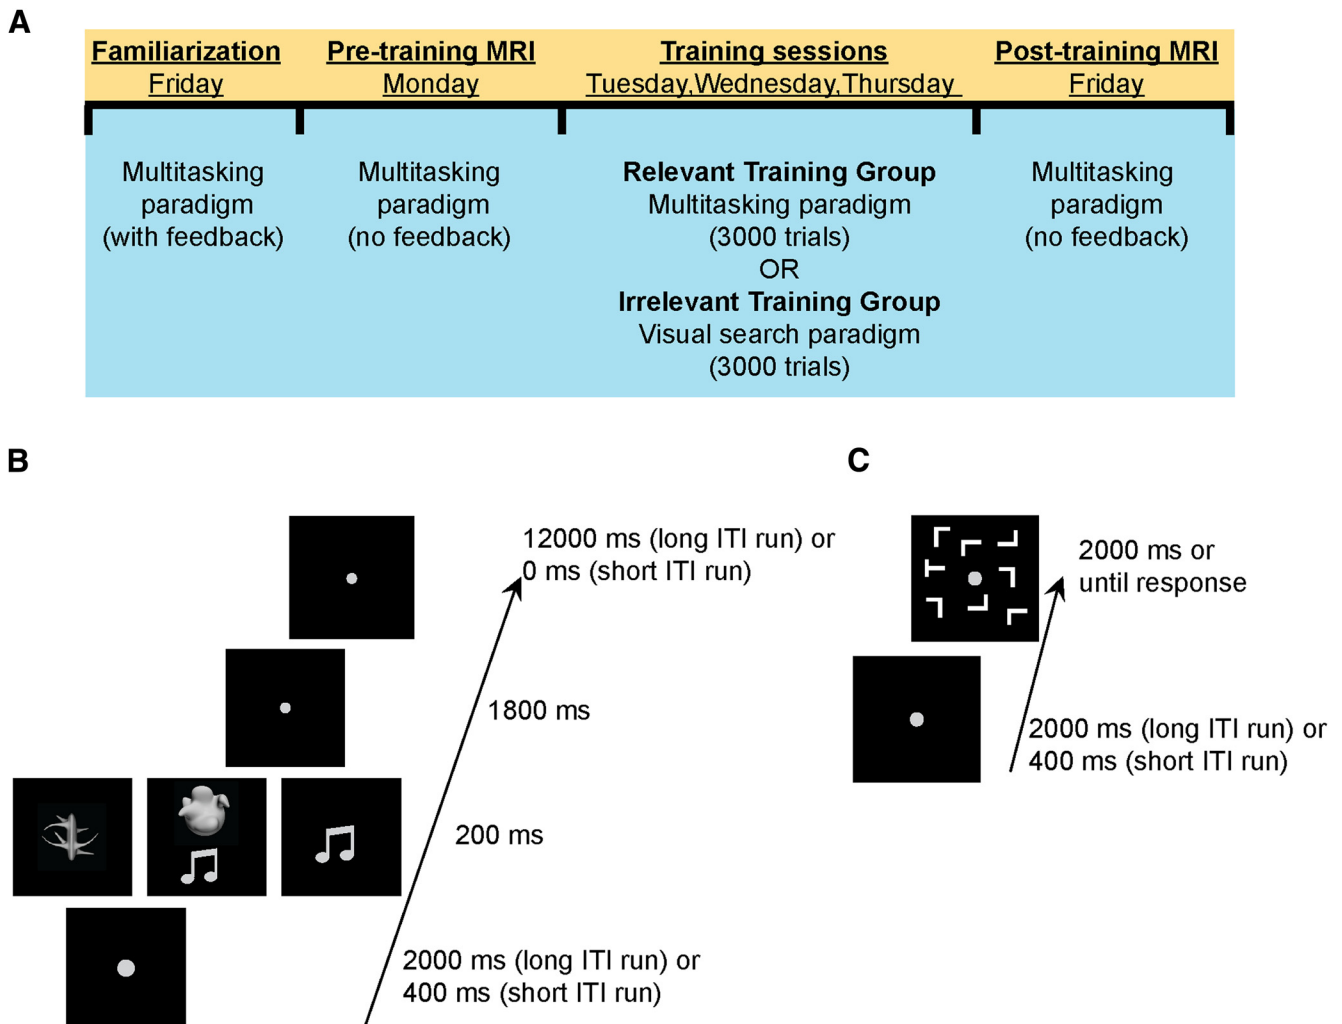 A
Familiarization
Friday
Pre-training MRI
Monday
Training sessions
Tuesday,Wednesday,Thursday
Post-training MRI
Friday
Multitasking
paradigm
(with feedback)
Multitasking
paradigm
(no feedback)
Relevant Training Group
Multitasking paradigm
(3000 trials)
OR
Irrelevant Training Group
Visual search paradigm
(3000 trials)
Multitasking
paradigm
(no feedback)
B
12000 ms (long ITI run) or
0 ms (short ITI run)
1800 ms
200 ms
2000 ms (long ITI run) or
400 ms (short ITI run)
C
2000 ms or
until response
2000 ms (long ITI run) or
400 ms (short ITI run)